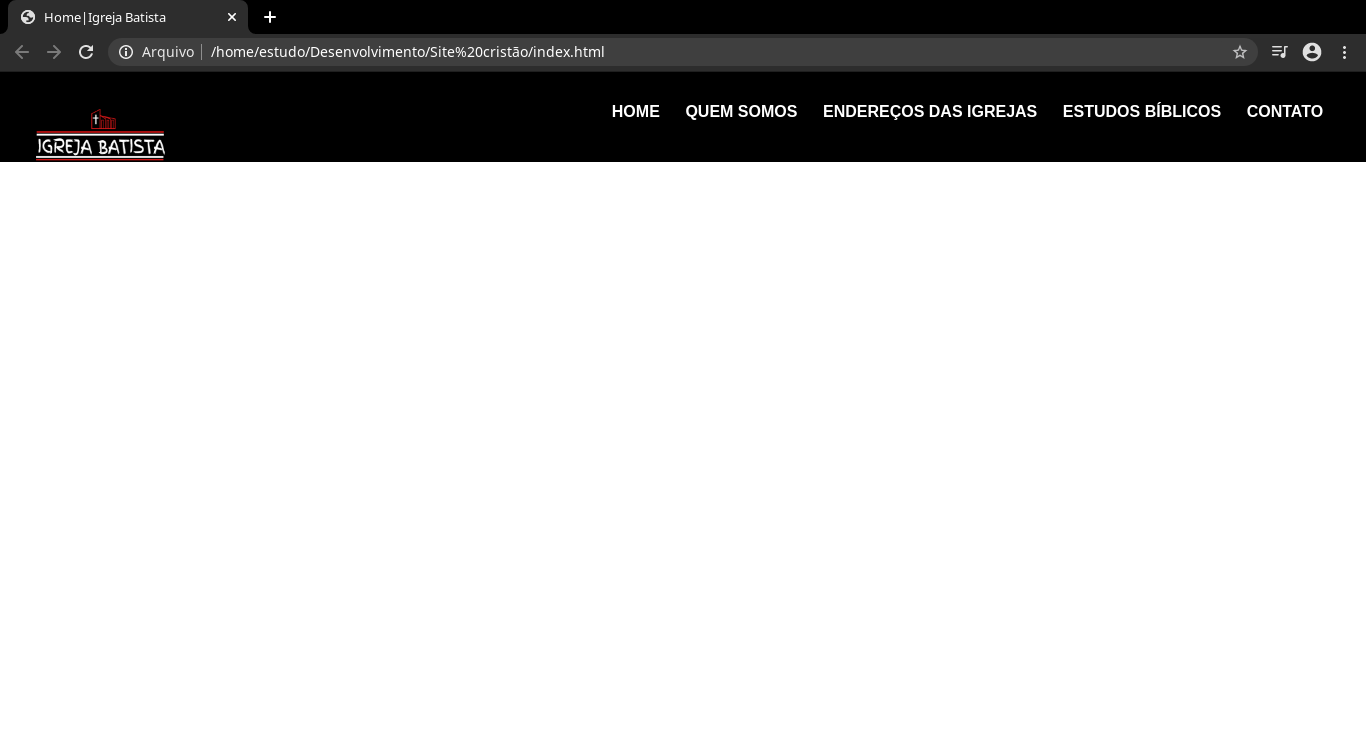 Home|Igreja Batista
Arquivo /home/estudo/Desenvolvimento/Site%20cristão/index.html
HOME QUEM SOMOS ENDEREÇOS DAS IGREJAS ESTUDOS BÍBLICOS CONTATO
IGREJA BATISTA